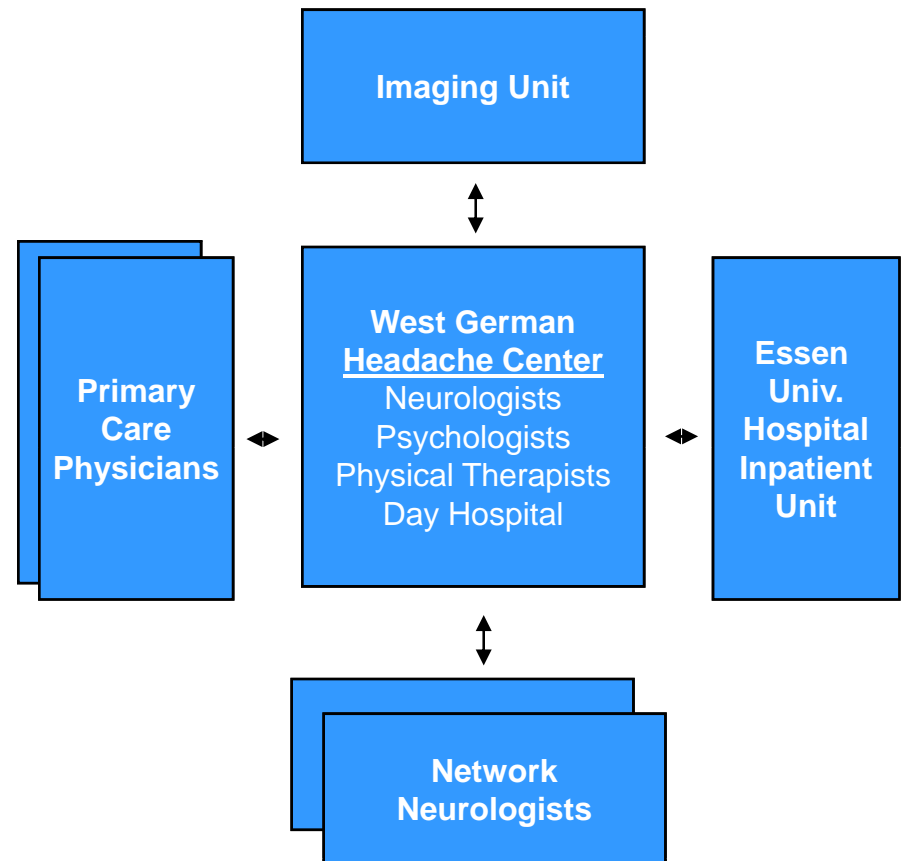 Imaging Unit
West German
Headache Center
Neurologists
Psychologists
Physical Therapists
Day Hospital
Primary
Care
Physicians
Essen
Univ.
Hospital
Inpatient
Unit
Network
Neurologists